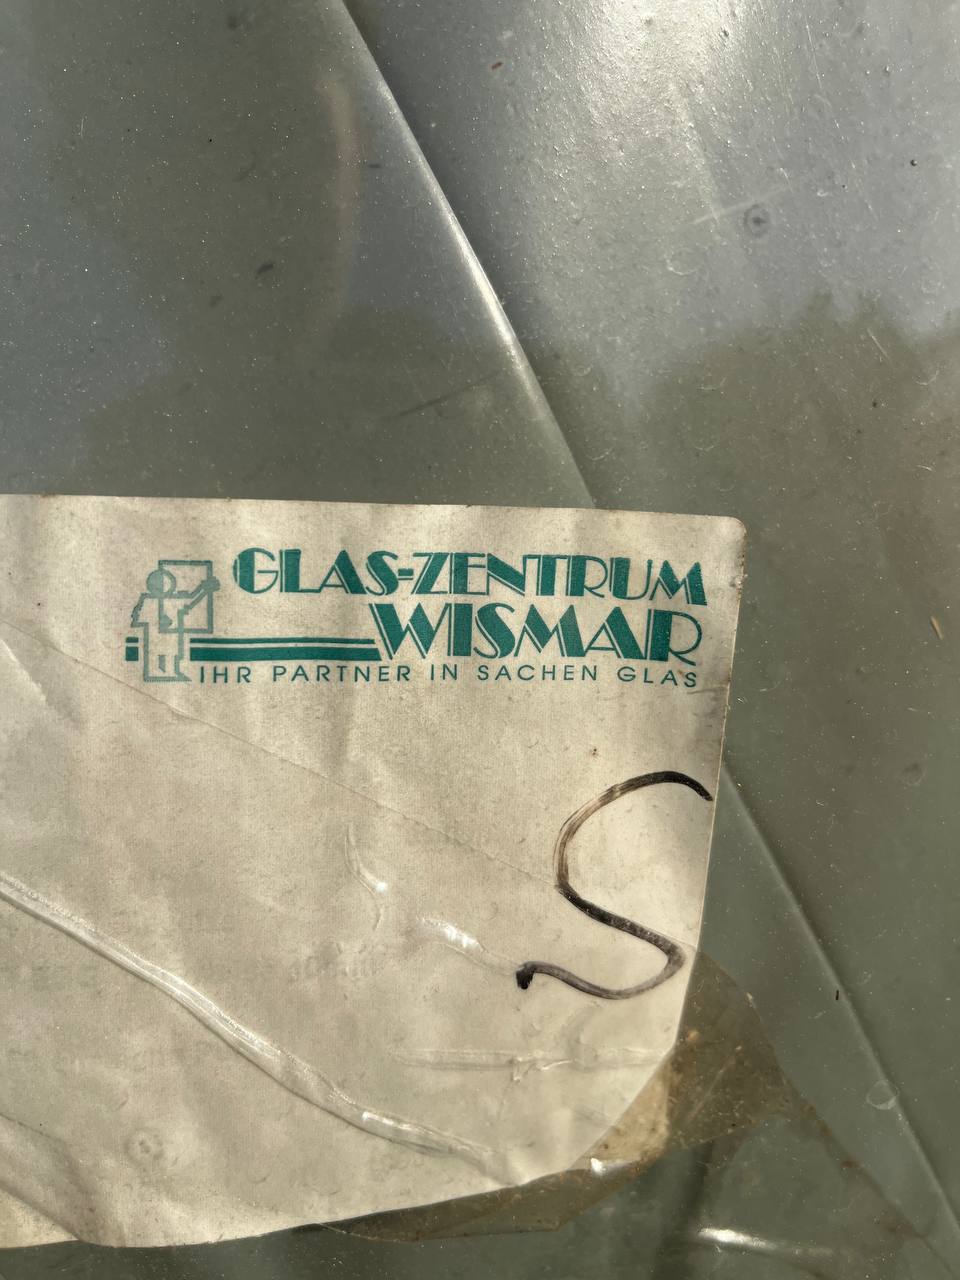 GLAS-ZENTRUM
WISMAR
IHR PARTNER IN SACHEN GLAS
S